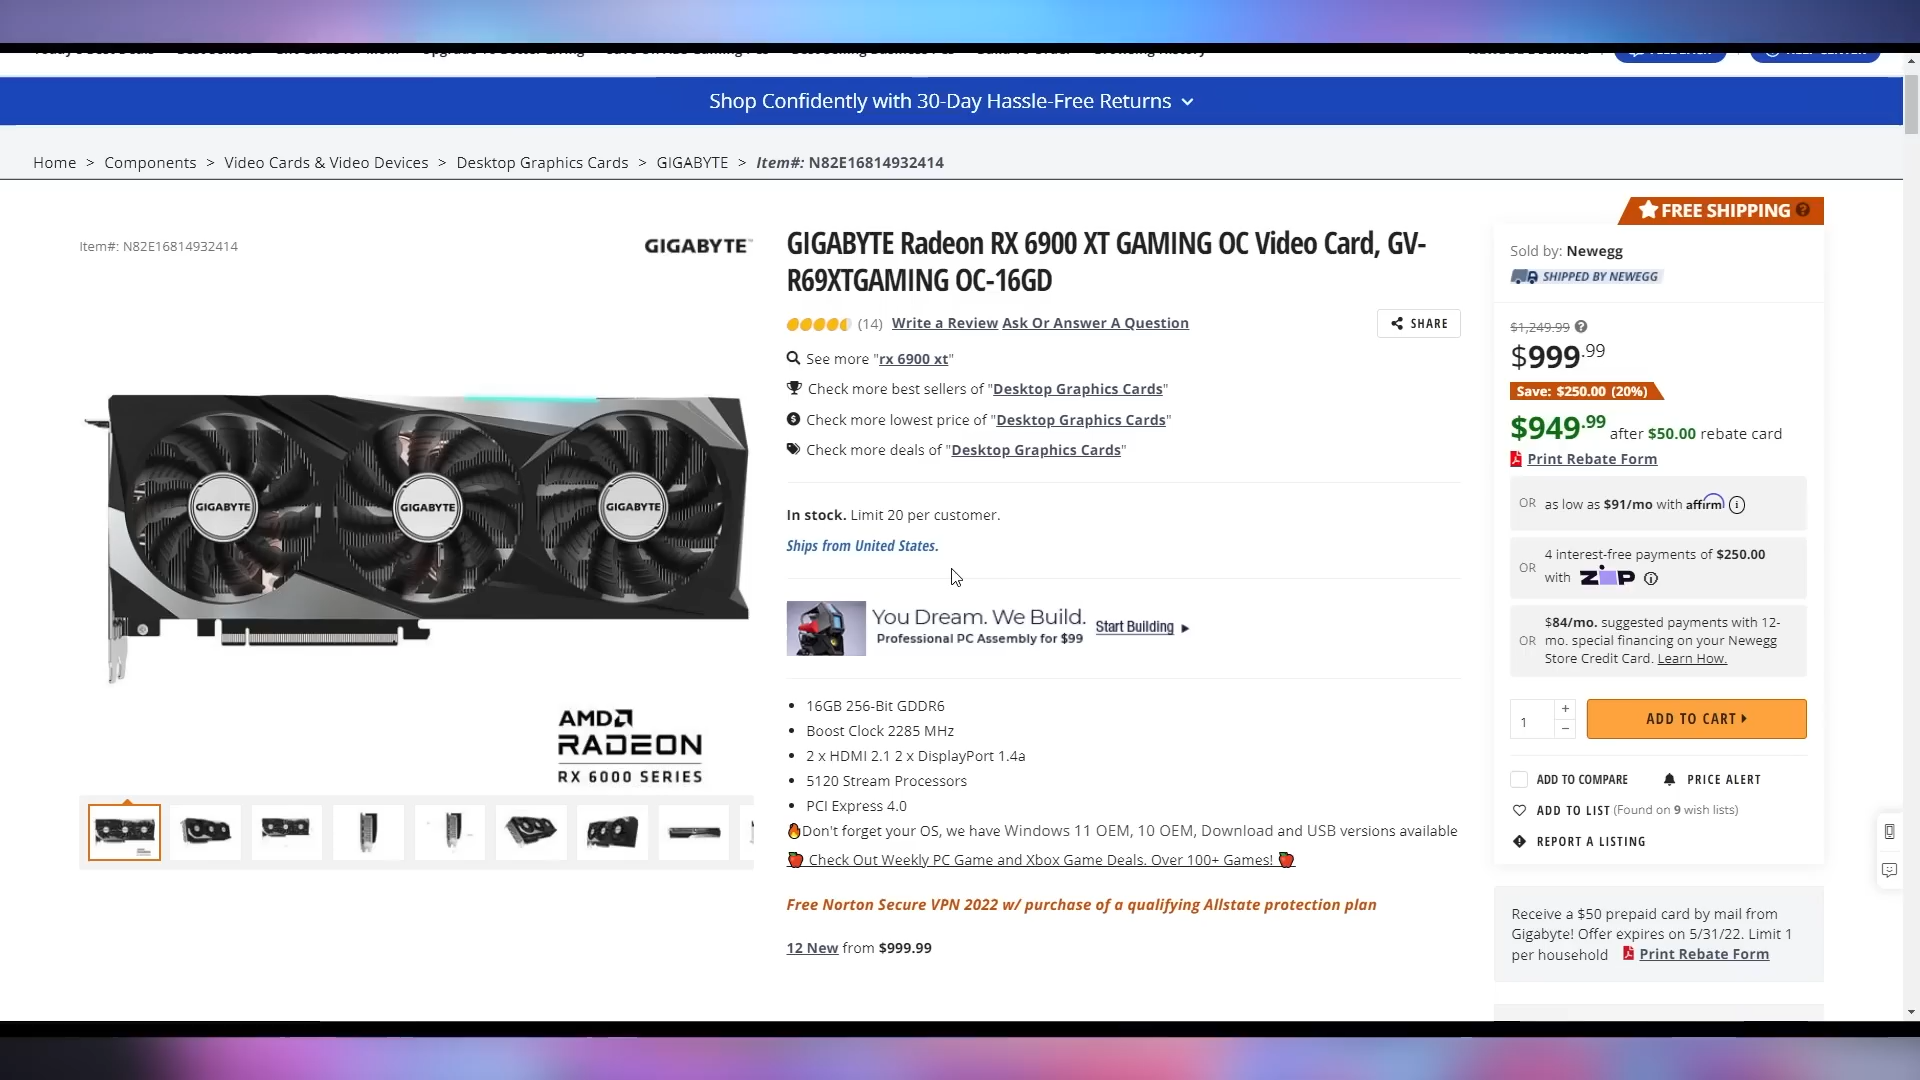 Shop Confidently with 30-Day Hassle-Free Returns
Home > Components > Video Cards & Video Devices > Desktop Graphics Cards > GIGABYTE > Item#: N82E16814932414
FREE SHIPPING
Item#: N82E16814932414
GIGABYTE
GIGABYTE Radeon RX 6900 XT GAMING OC Video Card, GV-
R69XTGAMING OC-16GD
(14) Write a Review Ask Or Answer A Question
SHARE
See more "rx 6900 xt"
Check more best sellers of "Desktop Graphics Cards"
Check more lowest price of "Desktop Graphics Cards"
Check more deals of "Desktop Graphics Cards"
In stock. Limit 20 per customer.
Ships from United States.
You Dream. We Build.
Professional PC Assembly for $99
Start Building
GIGABYTE GIGABYTE GIGABYTE
AMD
RADEON
RX 6000 SERIES
• 16GB 256-Bit GDDR6
• Boost Clock 2285 MHz
• 2 x HDMI 2.1 2 x DisplayPort 1.4a
• 5120 Stream Processors
• PCI Express 4.0
Don't forget your OS, we have Windows 11 OEM, 10 OEM, Download and USB versions available
Check Out Weekly PC Game and Xbox Game Deals. Over 100+ Games!
Free Norton Secure VPN 2022 w/ purchase of a qualifying Allstate protection plan
12 New from $999.99
Sold by: Newegg
SHIPPED BY NEWEGG
$1,249.99
$999.99
Save: $250.00 (20%)
$949.99 after $50.00 rebate card
Print Rebate Form
OR as low as $91/mo with affirm
OR 4 interest-free payments of $250.00
with ZIP
OR $84/mo. suggested payments with 12-
mo. special financing on your Newegg
Store Credit Card. Learn How.
1
+
−
ADD TO CART
ADD TO COMPARE
PRICE ALERT
ADD TO LIST (Found on 9 wish lists)
REPORT A LISTING
Receive a $50 prepaid card by mail from
Gigabyte! Offer expires on 5/31/22. Limit 1
per household Print Rebate Form